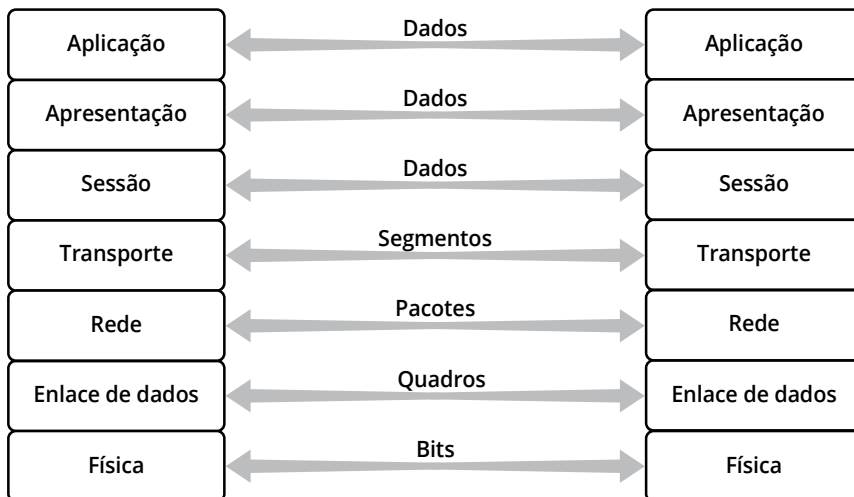 Aplicação
Dados
Aplicação
Apresentação
Dados
Apresentação
Sessão
Dados
Sessão
Transporte
Segmentos
Transporte
Rede
Pacotes
Rede
Enlace de dados
Quadros
Enlace de dados
Física
Bits
Física